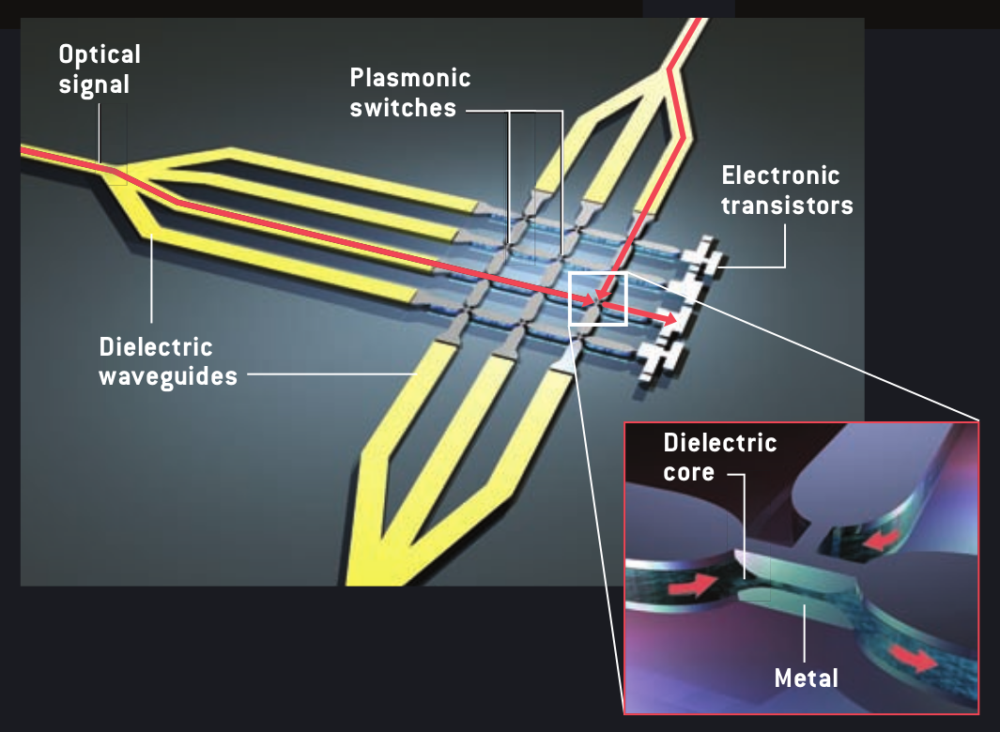 Optical
signal
Plasmonic
switches
Electronic
transistors
Dielectric
waveguides
Dielectric
core
Metal